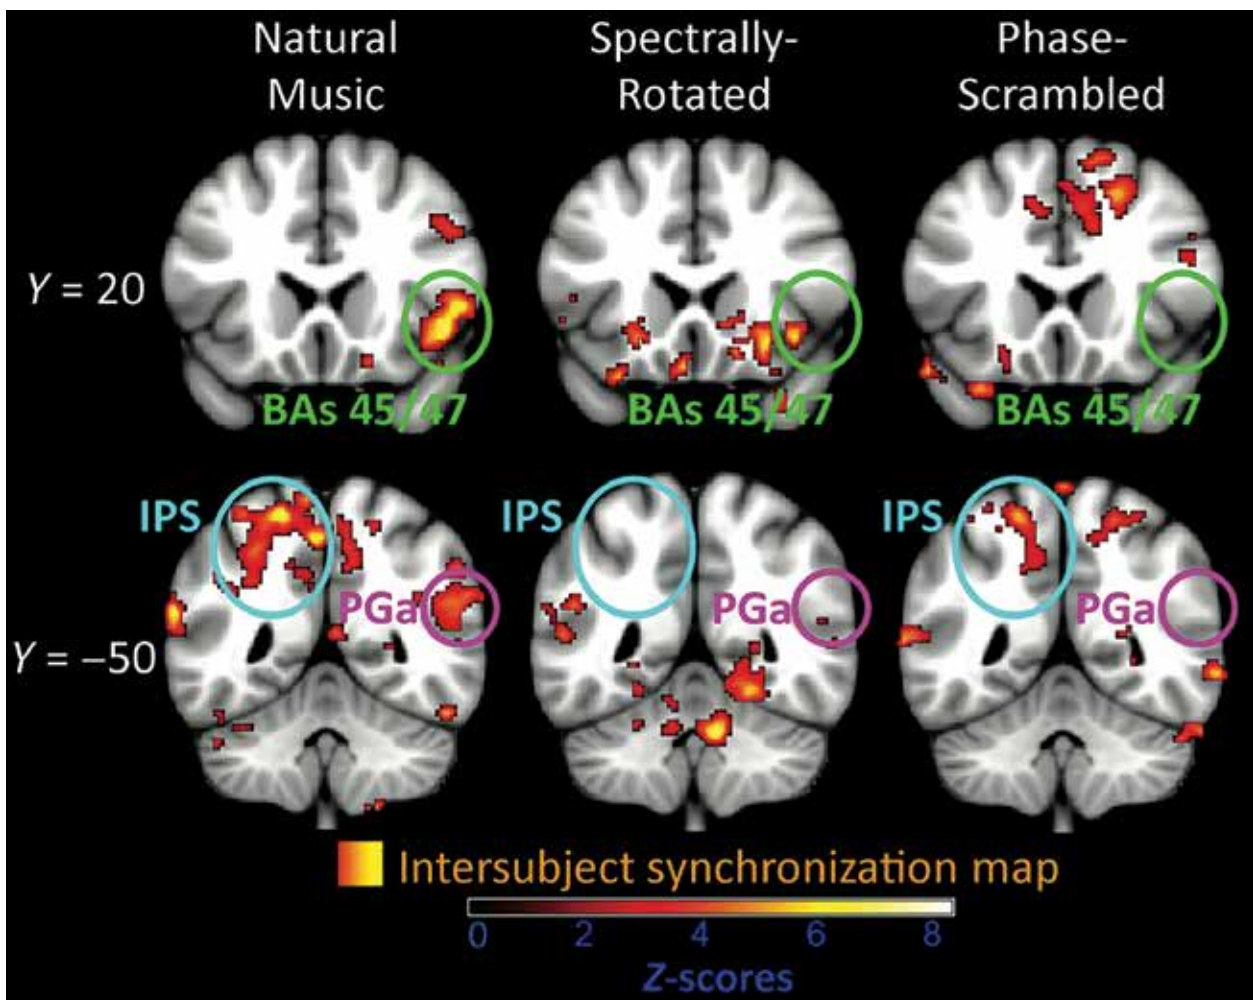 Natural Music
Spectrally-Rotated
Phase-Scrambled
Y = 20
BAs 45/47
BAs 45/47
BAs 45/47
IPS
IPS
IPS
PGa
PGa
PGa
Y = –50
Intersubject synchronization map
0 2 4 6 8
Z-scores